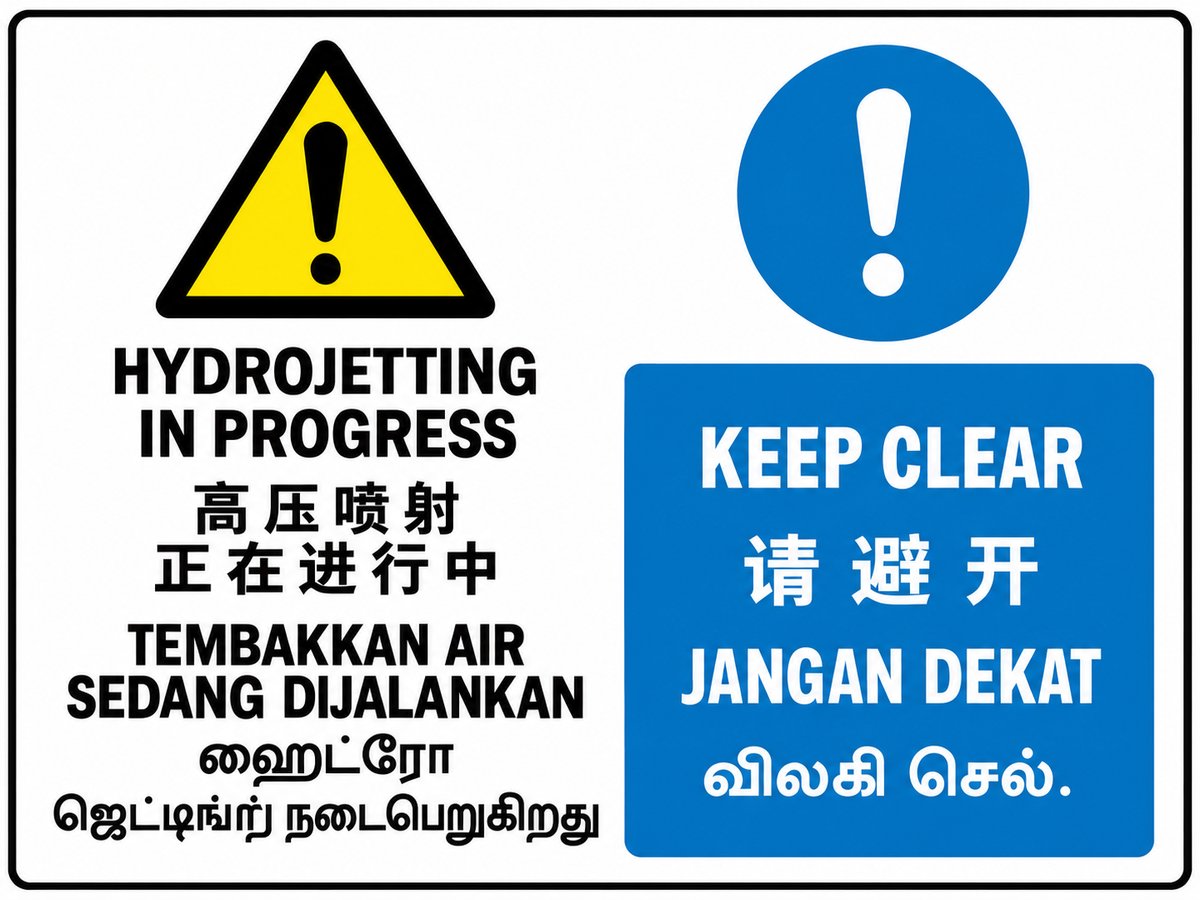 HYDROJETTING
IN PROGRESS
高压喷射
正在进行中
TEMBAKKAN AIR
SEDANG DIJALANKAN
ஹைட்ரோ
ஜெட்டிங்ர் நடைபெறுகிறது
KEEP CLEAR
请避开
JANGAN DEKAT
விலகி செல்.